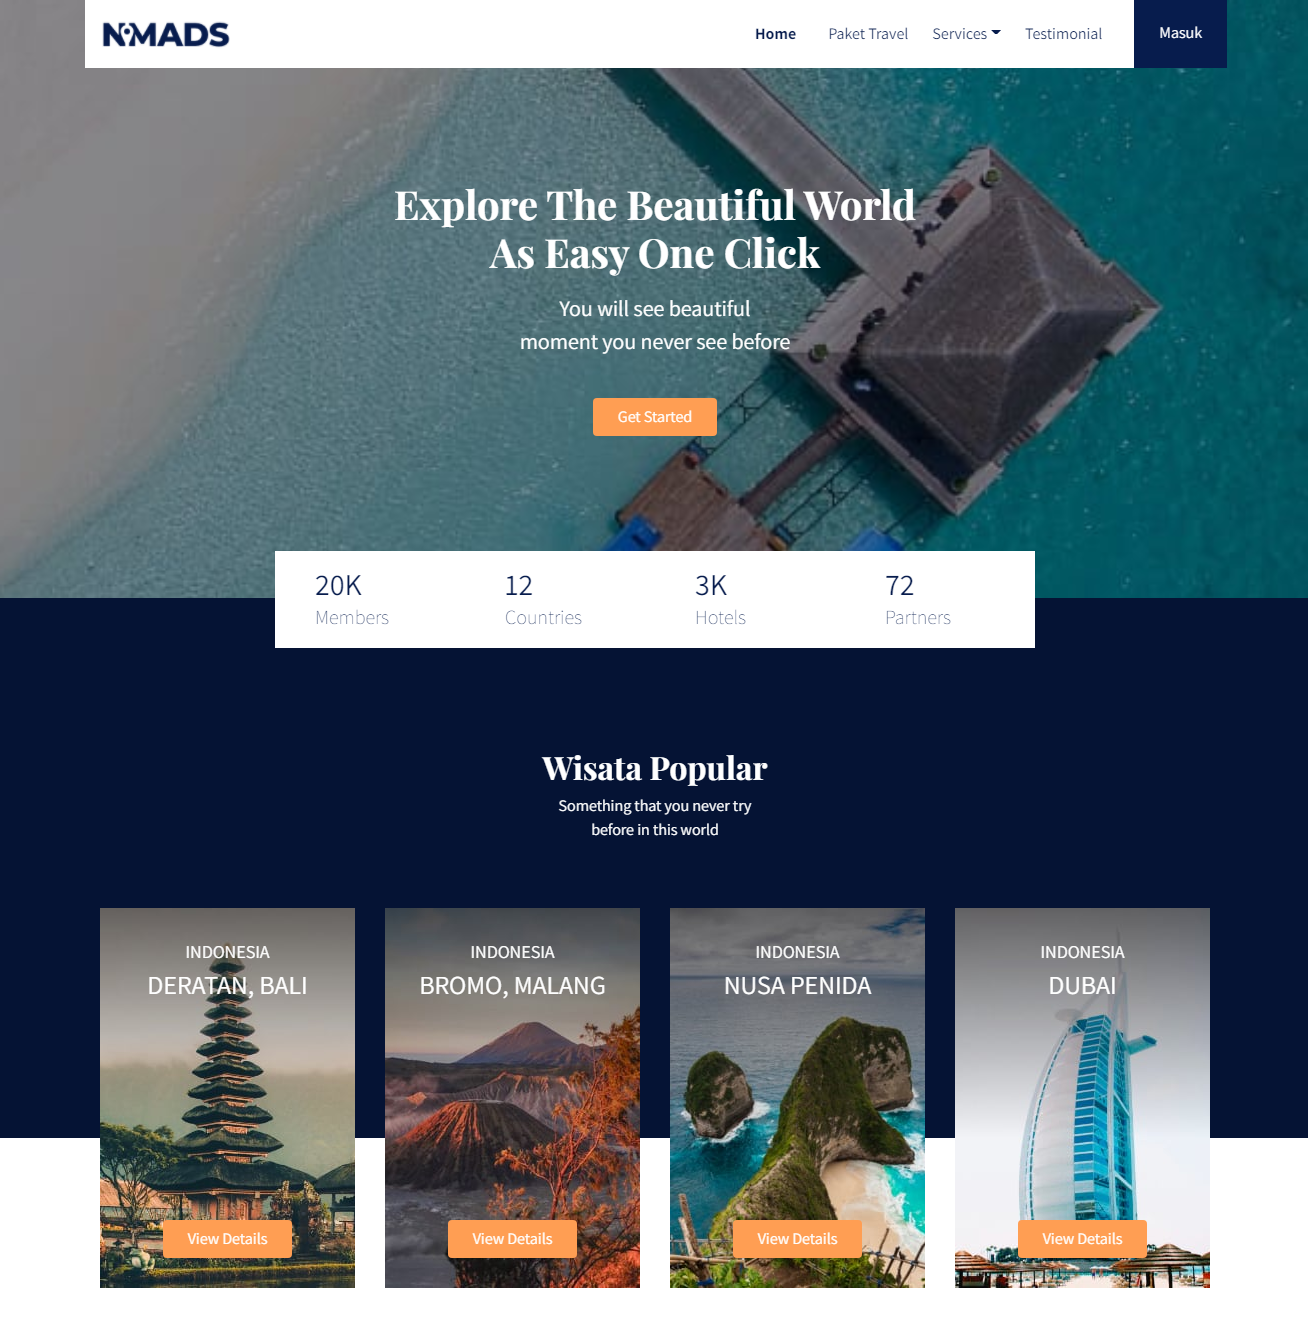 NOMADS
Home Paket Travel Services Testimonial Masuk
Explore The Beautiful World
As Easy One Click
You will see beautiful
moment you never see before
Get Started
20K 12 3K 72
Members Countries Hotels Partners
Wisata Popular
Something that you never try
before in this world
INDONESIA
DERATAN, BALI
View Details
INDONESIA
BROMO, MALANG
View Details
INDONESIA
NUSA PENIDA
View Details
INDONESIA
DUBAI
View Details